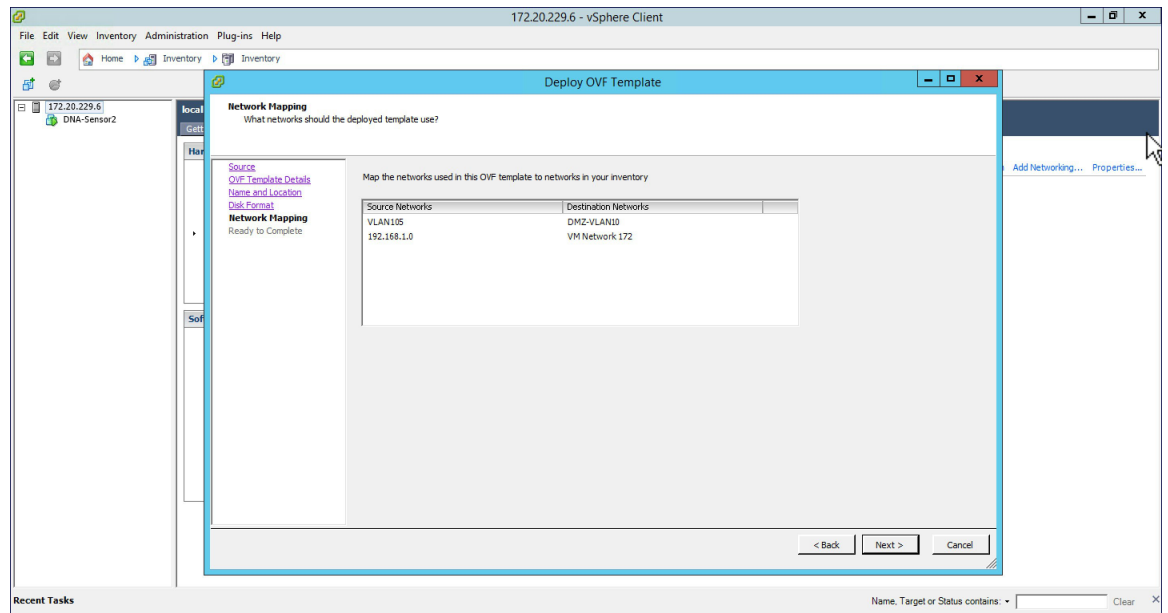 172.20.229.6 - vSphere Client
File Edit View Inventory Administration Plug-ins Help
Home Inventory Inventory
Deploy OVF Template
172.20.229.6
DNA-Sensor2
local
Gett
Har
Sof
Network Mapping
What networks should the deployed template use?
Source
OVF Template Details
Name and Location
Disk Format
Network Mapping
Ready to Complete
Map the networks used in this OVF template to networks in your inventory
Source Networks Destination Networks
VLAN105 DMZ-VLAN10
192.168.1.0 VM Network 172
Add Networking... Properties...
< Back Next > Cancel
Recent Tasks Name, Target or Status contains: Clear